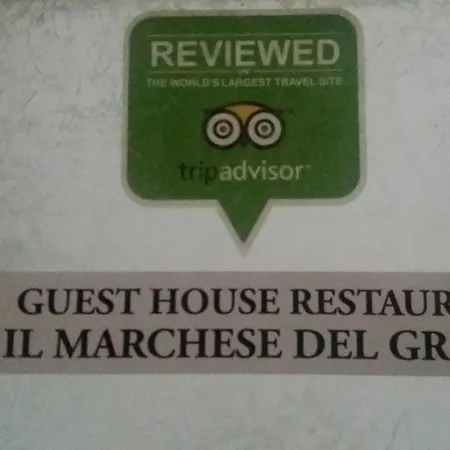 REVIEWED
ON
THE WORLD'S LARGEST TRAVEL SITE
tripadvisor®
GUEST HOUSE RESTAUR
IL MARCHESE DEL GR